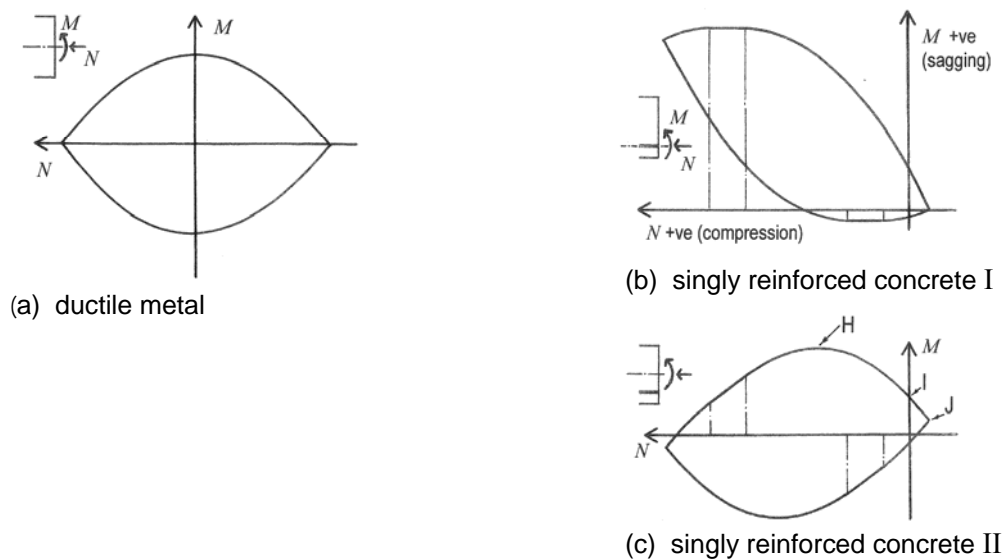 M
M
N
N
(a) ductile metal
M +ve
(sagging)
M
N
N +ve (compression)
(b) singly reinforced concrete I
H
M
I
J
N
(c) singly reinforced concrete II